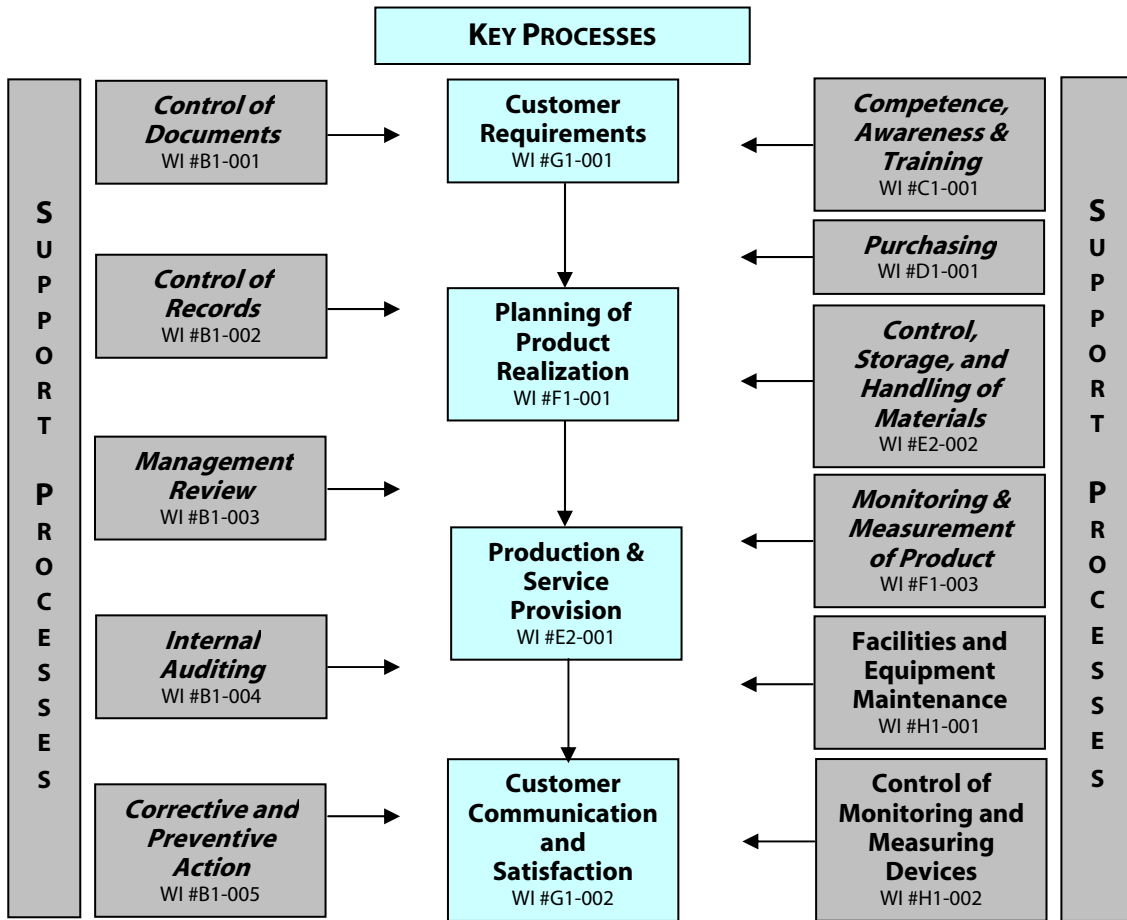 KEY PROCESSES
SUPPORT PROCESSES
Control of
Documents
WI #B1-001
Control of
Records
WI #B1-002
Management
Review
WI #B1-003
Internal
Auditing
WI #B1-004
Corrective and
Preventive
Action
WI #B1-005
Customer
Requirements
WI #G1-001
Planning of
Product
Realization
WI #F1-001
Production &
Service
Provision
WI #E2-001
Customer
Communication
and
Satisfaction
WI #G1-002
Competence,
Awareness &
Training
WI #C1-001
Purchasing
WI #D1-001
Control,
Storage, and
Handling of
Materials
WI #E2-002
Monitoring &
Measurement
of Product
WI #F1-003
Facilities and
Equipment
Maintenance
WI #H1-001
Control of
Monitoring and
Measuring
Devices
WI #H1-002
SUPPORT PROCESSES